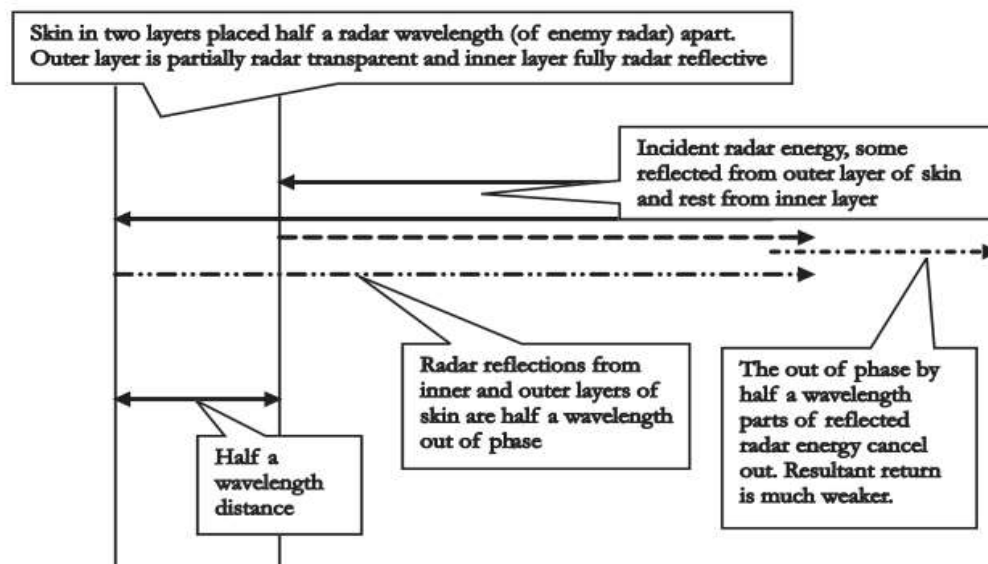 Skin in two layers placed half a radar wavelength (of enemy radar) apart.
Outer layer is partially radar transparent and inner layer fully radar reflective
Incident radar energy, some
reflected from outer layer of skin
and rest from inner layer
Radar reflections from
inner and outer layers of
skin are half a wavelength
out of phase
The out of phase by
half a wavelength
parts of reflected
radar energy cancel
out. Resultant return
is much weaker.
Half a
wavelength
distance